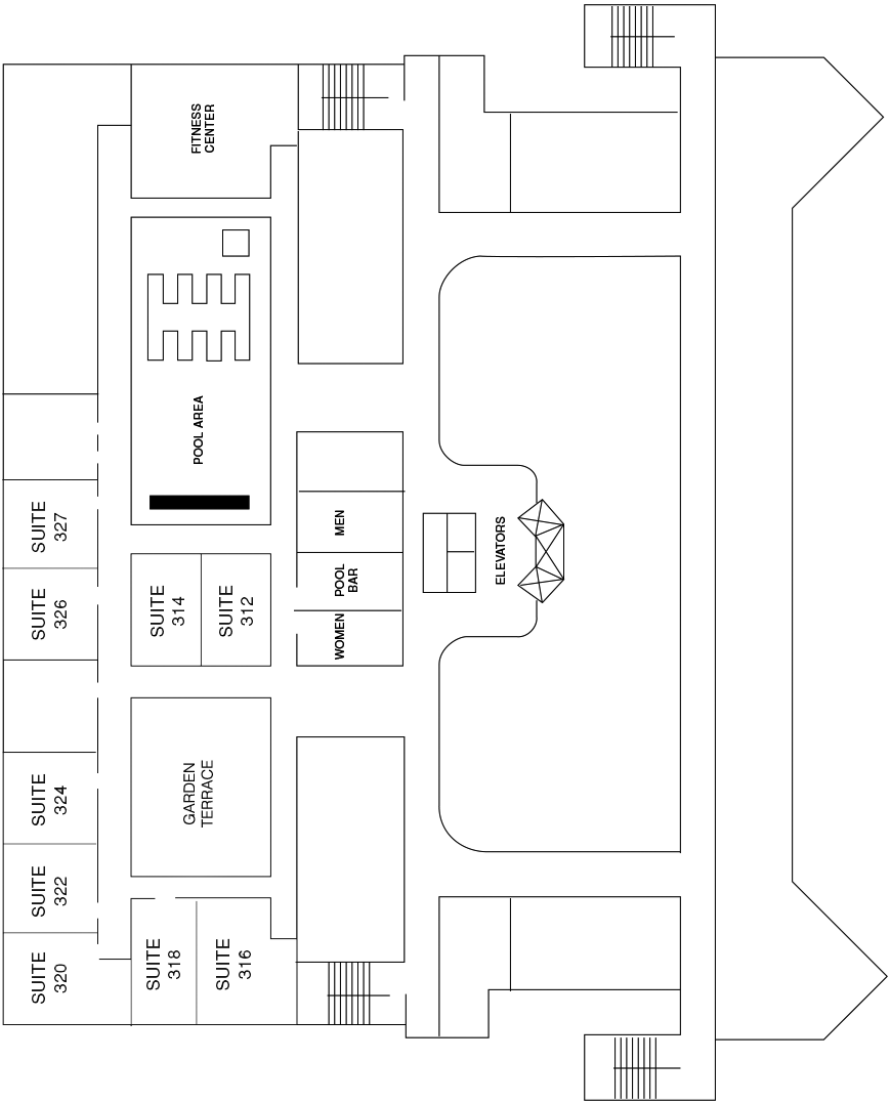 FITNESS
CENTER
POOL AREA
SUITE
327
SUITE
326
SUITE
314
SUITE
312
MEN
POOL
BAR
WOMEN
ELEVATORS
GARDEN
TERRACE
SUITE
324
SUITE
322
SUITE
320
SUITE
318
SUITE
316